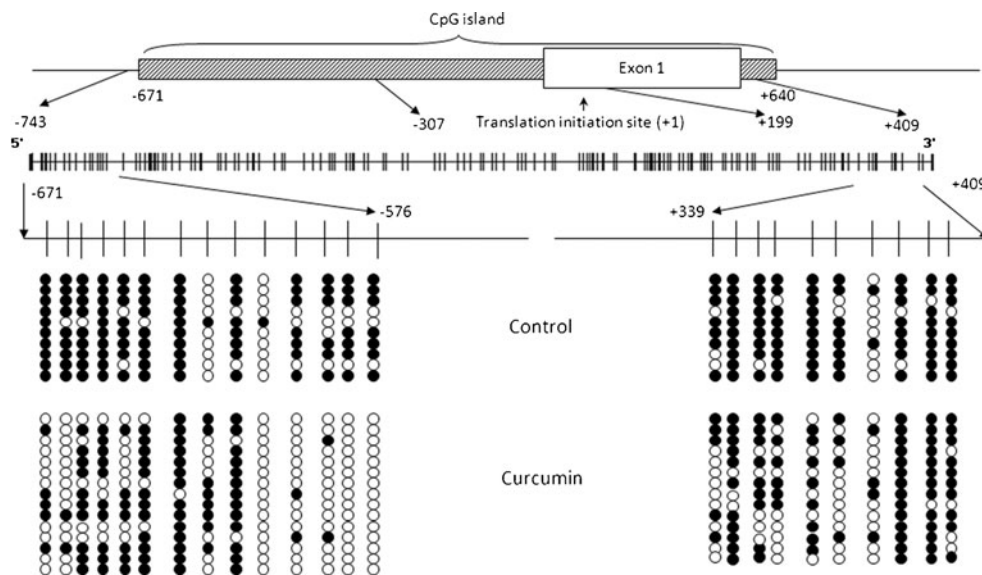 CpG island
Exon 1
-671
+640
-743
-307
Translation initiation site (+1)
+199
+409
5'
3'
-671
-576
+339
+409
Control
Curcumin